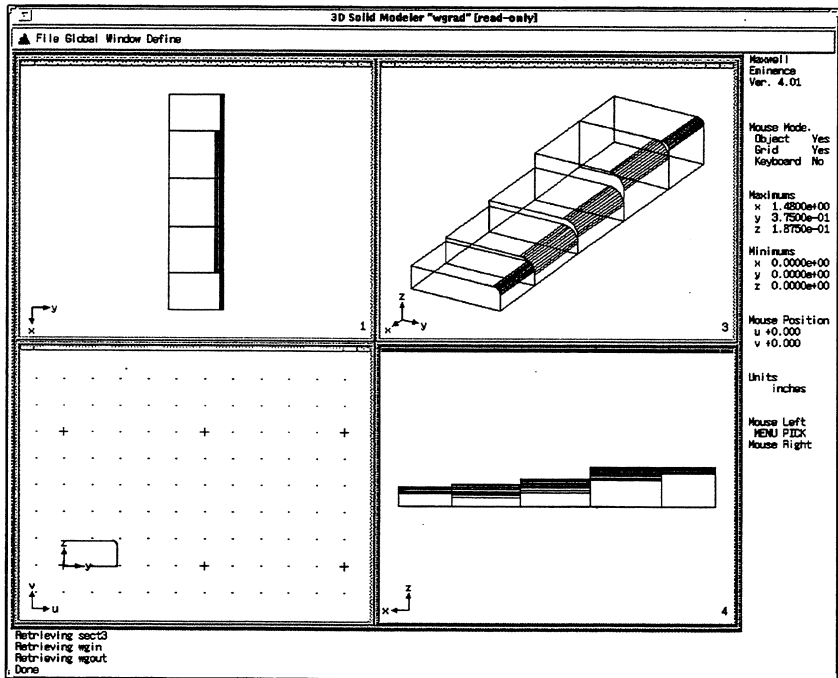 3D Solid Modeler "wgrad" [read-only]
File Global Window Define
Maxwell
Eminence
Ver. 4.01
Mouse Mode.
Object Yes
Grid Yes
Keyboard No
Maximums
x 1.4800e+00
y 3.7500e-01
z 1.8750e-01
Minimums
x 0.0000e+00
y 0.0000e+00
z 0.0000e+00
Mouse Position
u +0.000
v +0.000
Units
inches
Mouse Left
MENU PICK
Mouse Right
y
x
1
z
x
y
3
z
y
v
u
z
x
4
Retrieving sect3
Retrieving wgin
Retrieving wgout
Done